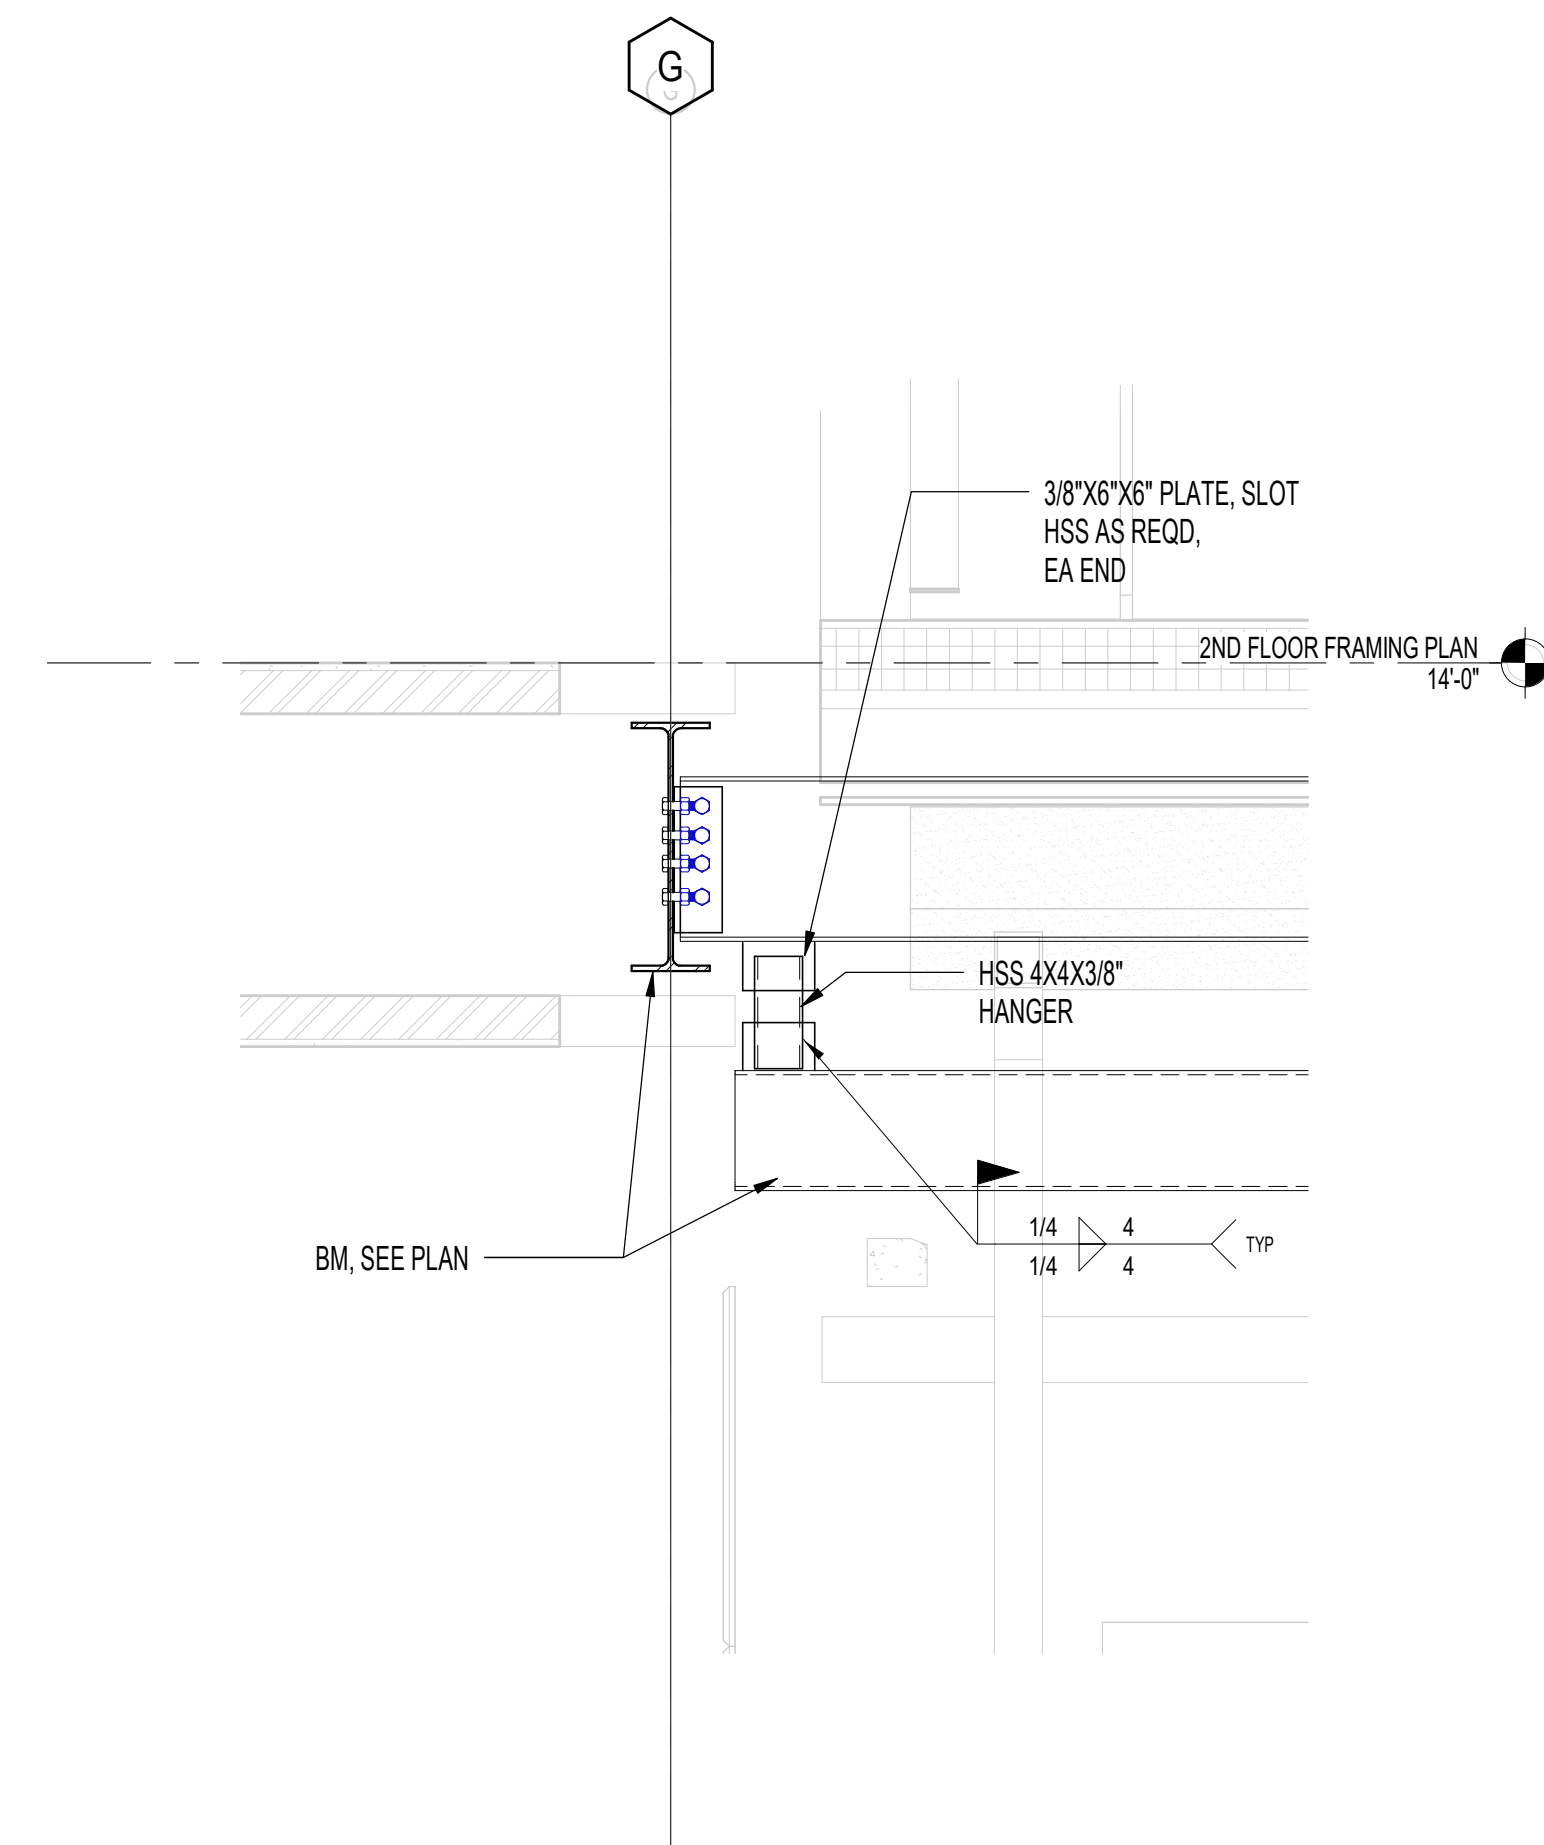 G
G
3/8"X6"X6" PLATE, SLOT
HSS AS REQD,
EA END
2ND FLOOR FRAMING PLAN
14'-0"
HSS 4X4X3/8"
HANGER
1/4 4
1/4 4
TYP
BM, SEE PLAN